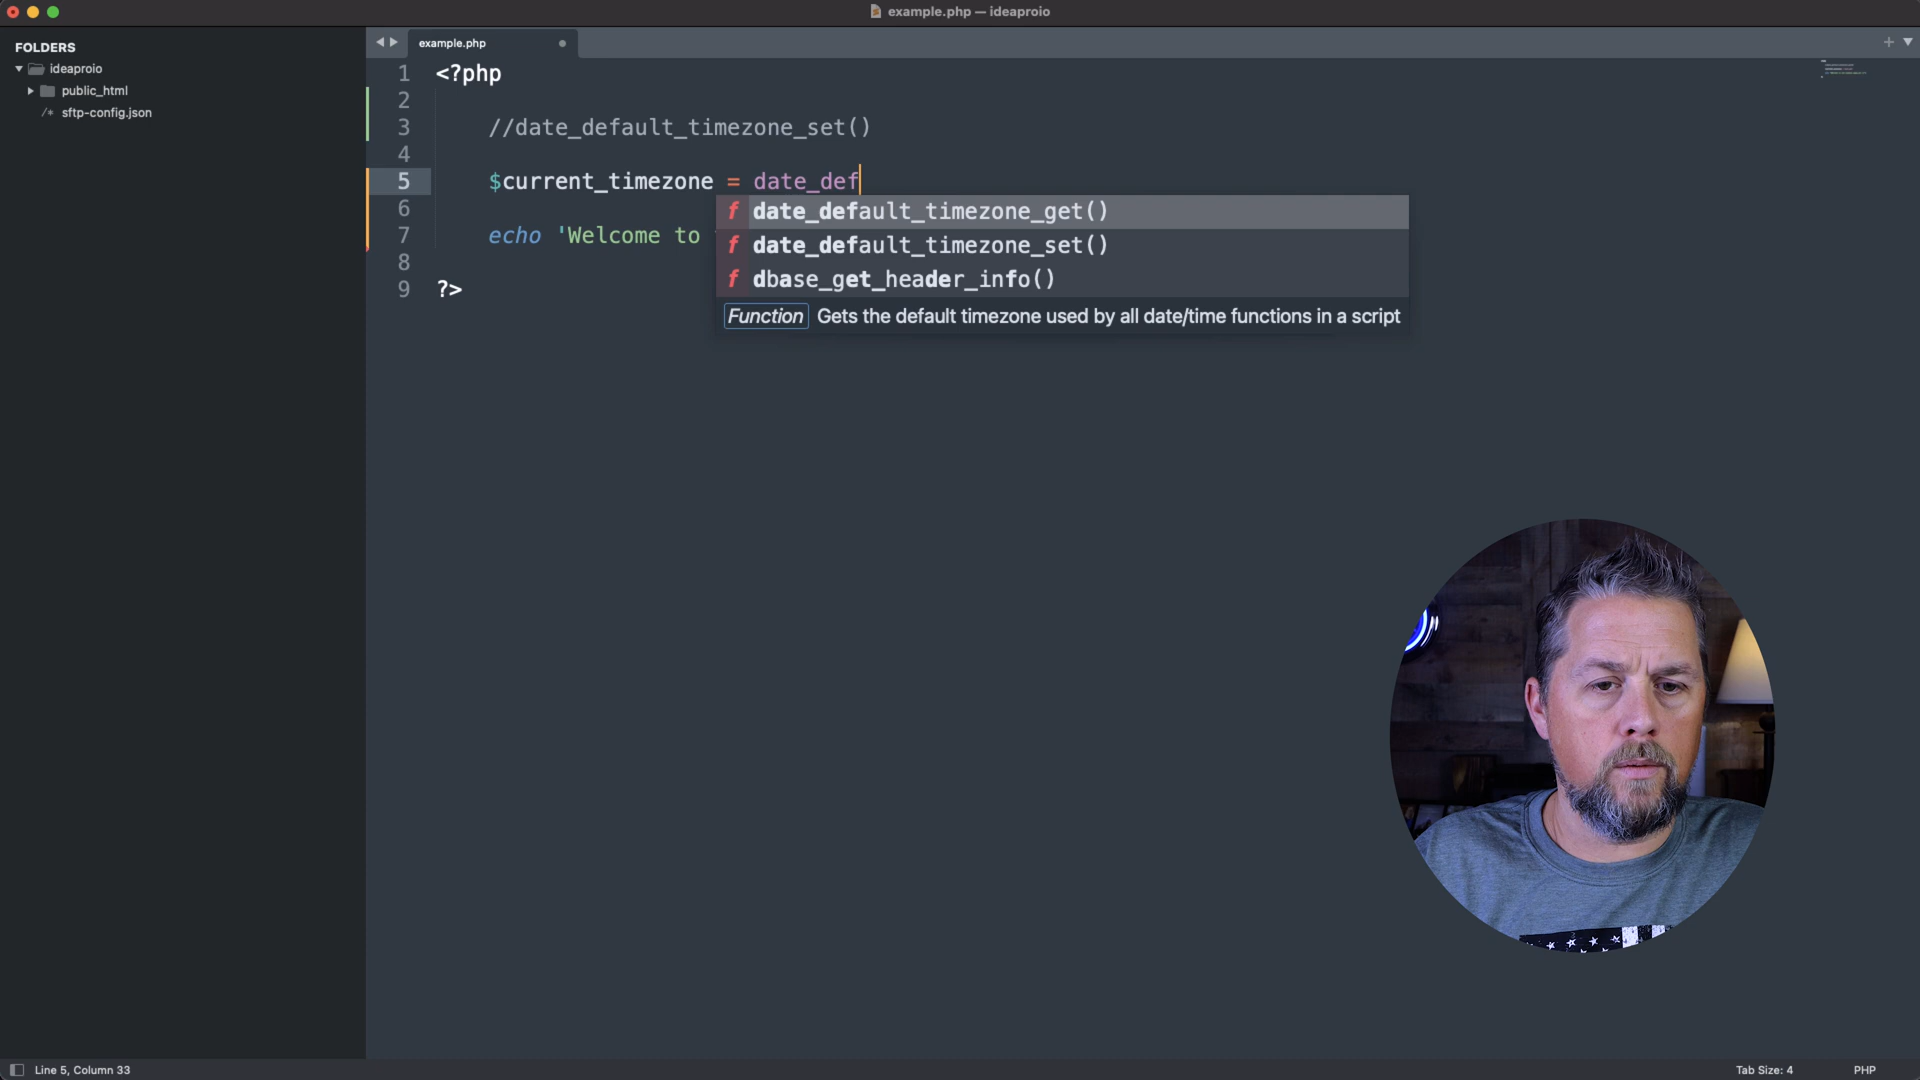 example.php — ideaproio
FOLDERS
ideaproio
public_html
/* sftp-config.json
example.php
1 <?php
2
3 //date_default_timezone_set()
4
5 $current_timezone = date_def
6
7 echo 'Welcome to
8
9 ?>
f date_default_timezone_get()
f date_default_timezone_set()
f dbase_get_header_info()
Function Gets the default timezone used by all date/time functions in a script
Line 5, Column 33
Tab Size: 4
PHP